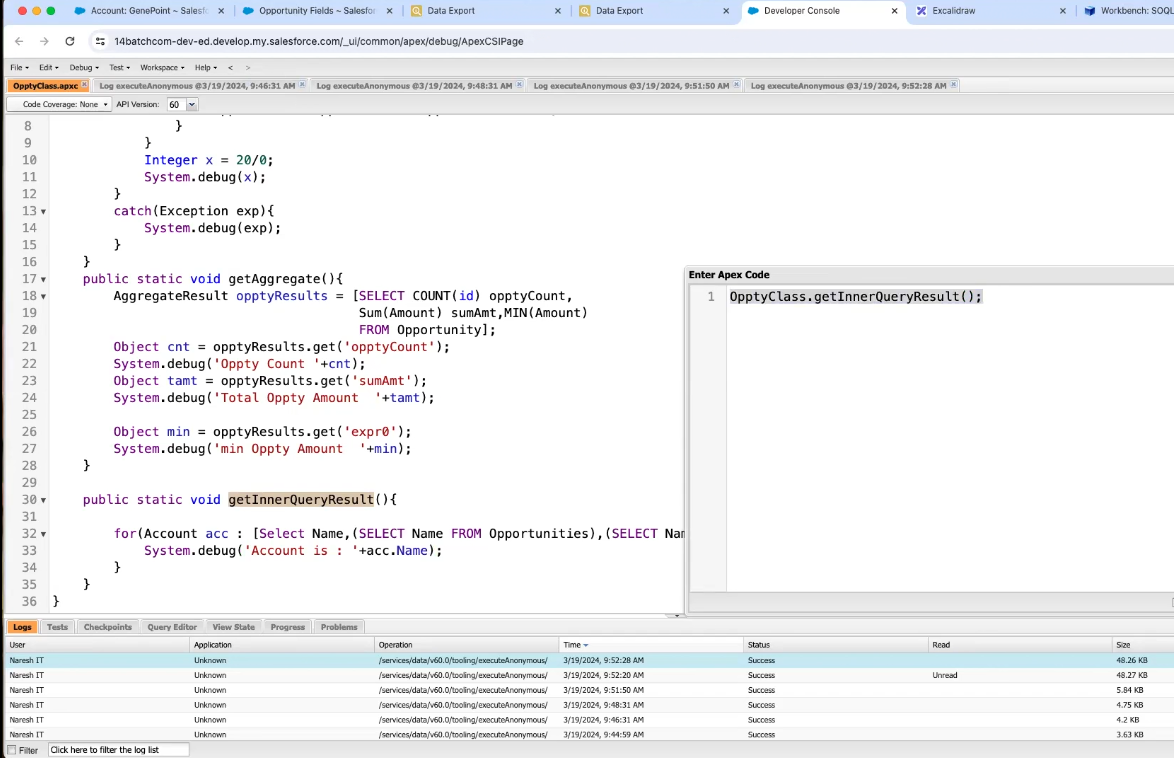 Account: GenePoint ~ Salesfo
Opportunity Fields ~ Salesfor
Data Export
Data Export
Developer Console
Excalidraw
Workbench: SOQL
14batchcom-dev-ed.develop.my.salesforce.com/_ui/common/apex/debug/ApexCSIPage
File Edit Debug Test Workspace Help < >
OpptyClass.apxc
Log executeAnonymous @3/19/2024, 9:46:31 AM
Log executeAnonymous @3/19/2024, 9:48:31 AM
Log executeAnonymous @3/19/2024, 9:51:50 AM
Log executeAnonymous @3/19/2024, 9:52:28 AM
Code Coverage: None API Version: 60
8 }
9 }
10 Integer x = 20/0;
11 System.debug(x);
12 }
13 catch(Exception exp){
14 System.debug(exp);
15 }
16 }
17 public static void getAggregate(){
18 AggregateResult opptyResults = [SELECT COUNT(id) opptyCount,
19 Sum(Amount) sumAmt,MIN(Amount)
20 FROM Opportunity];
21 Object cnt = opptyResults.get('opptyCount');
22 System.debug('Oppty Count '+cnt);
23 Object tamt = opptyResults.get('sumAmt');
24 System.debug('Total Oppty Amount  '+tamt);
25
26 Object min = opptyResults.get('expr0');
27 System.debug('min Oppty Amount  '+min);
28 }
29
30 public static void getInnerQueryResult(){
31
32 for(Account acc : [Select Name,(SELECT Name FROM Opportunities),(SELECT Nam
33 System.debug('Account is : '+acc.Name);
34 }
35 }
36 }
Enter Apex Code
1 OpptyClass.getInnerQueryResult();
Logs Tests Checkpoints Query Editor View State Progress Problems
User Application Operation Time Status Read Size
Naresh IT Unknown /services/data/v60.0/tooling/executeAnonymous/ 3/19/2024, 9:52:28 AM Success 48.26 KB
Naresh IT Unknown /services/data/v60.0/tooling/executeAnonymous/ 3/19/2024, 9:52:20 AM Success Unread 48.27 KB
Naresh IT Unknown /services/data/v60.0/tooling/executeAnonymous/ 3/19/2024, 9:51:50 AM Success 5.84 KB
Naresh IT Unknown /services/data/v60.0/tooling/executeAnonymous/ 3/19/2024, 9:48:31 AM Success 4.75 KB
Naresh IT Unknown /services/data/v60.0/tooling/executeAnonymous/ 3/19/2024, 9:46:31 AM Success 4.2 KB
Naresh IT Unknown /services/data/v60.0/tooling/executeAnonymous/ 3/19/2024, 9:44:59 AM Success 3.63 KB
Filter Click here to filter the log list